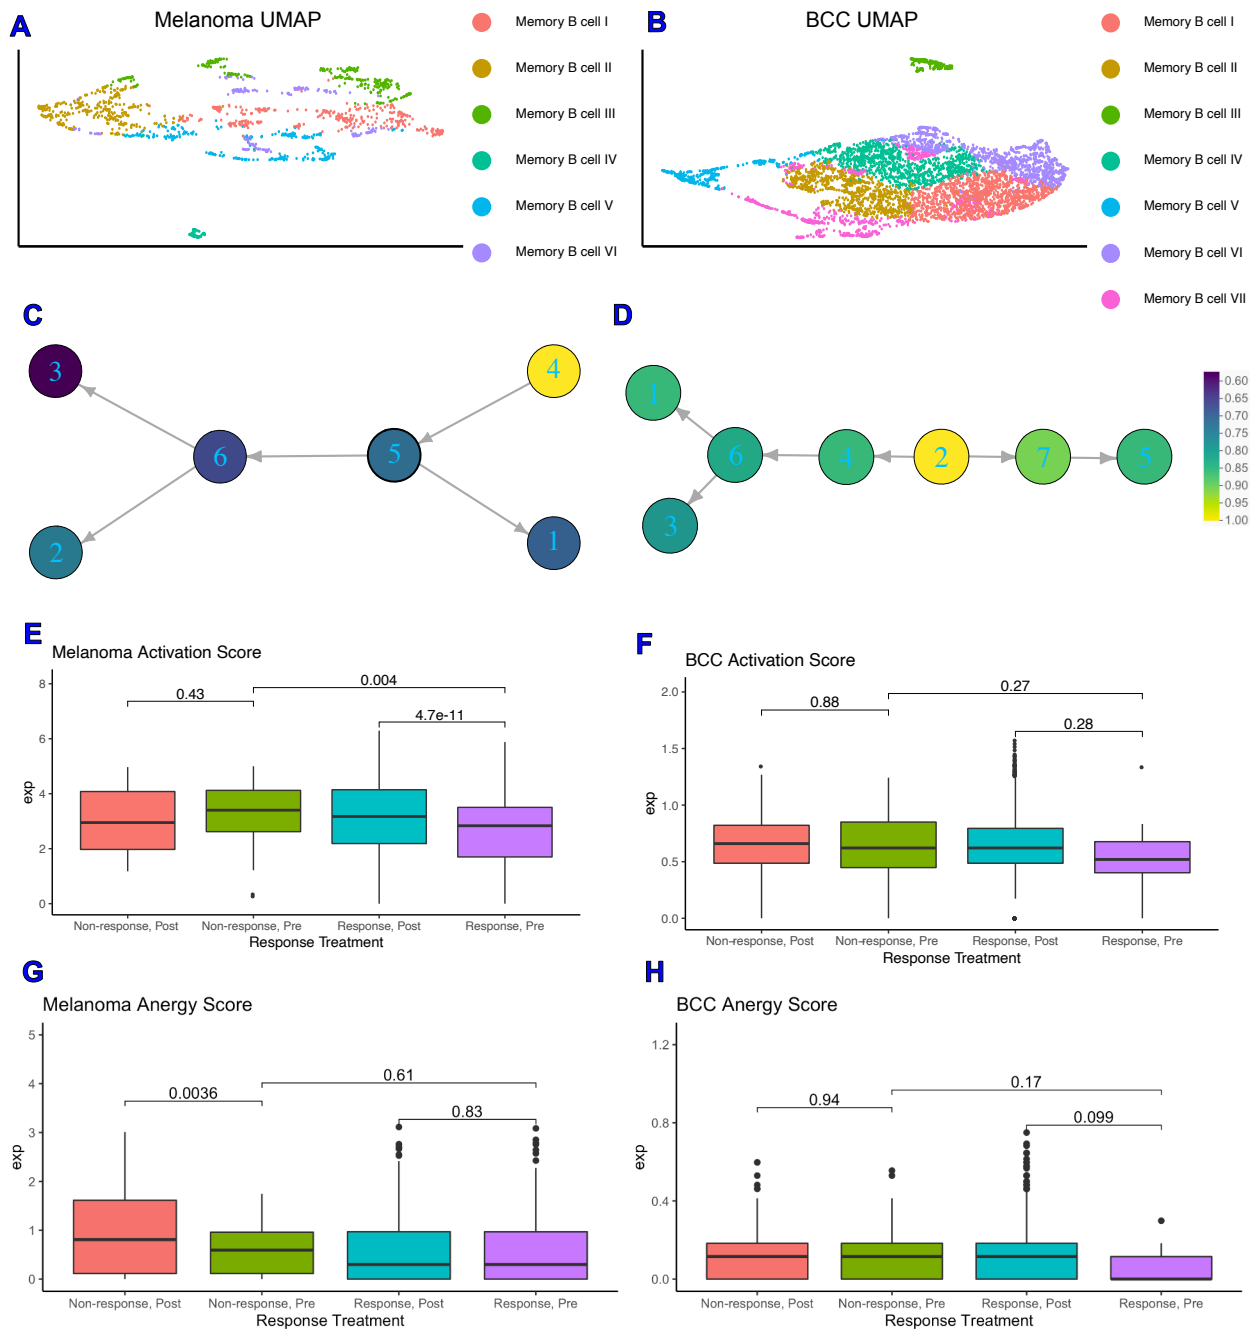 A
Melanoma UMAP
Memory B cell I
Memory B cell II
Memory B cell III
Memory B cell IV
Memory B cell V
Memory B cell VI
B
BCC UMAP
Memory B cell I
Memory B cell II
Memory B cell III
Memory B cell IV
Memory B cell V
Memory B cell VI
Memory B cell VII
C
3
4
6
5
2
1
D
1
6
4
2
7
5
3
0.60
0.65
0.70
0.75
0.80
0.85
0.90
0.95
1.00
E
Melanoma Activation Score
8
6
4
2
0
exp
0.43
0.004
4.7e-11
Non-response, Post
Non-response, Pre
Response, Post
Response, Pre
Response Treatment
F
BCC Activation Score
2.0
1.5
1.0
0.5
0.0
exp
0.88
0.27
0.28
Non-response, Post
Non-response, Pre
Response, Post
Response, Pre
Response Treatment
G
Melanoma Anergy Score
5
4
3
2
1
0
exp
0.0036
0.61
0.83
Non-response, Post
Non-response, Pre
Response, Post
Response, Pre
Response Treatment
H
BCC Anergy Score
1.2
0.8
0.4
0.0
exp
0.94
0.17
0.099
Non-response, Post
Non-response, Pre
Response, Post
Response, Pre
Response Treatment